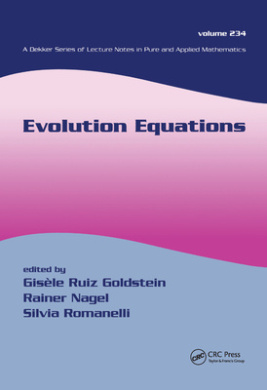 volume 234
A Dekker Series of Lecture Notes in Pure and Applied Mathematics
Evolution Equations
edited by
Gisèle Ruiz Goldstein
Rainer Nagel
Silvia Romanelli
CRC Press
Taylor & Francis Group